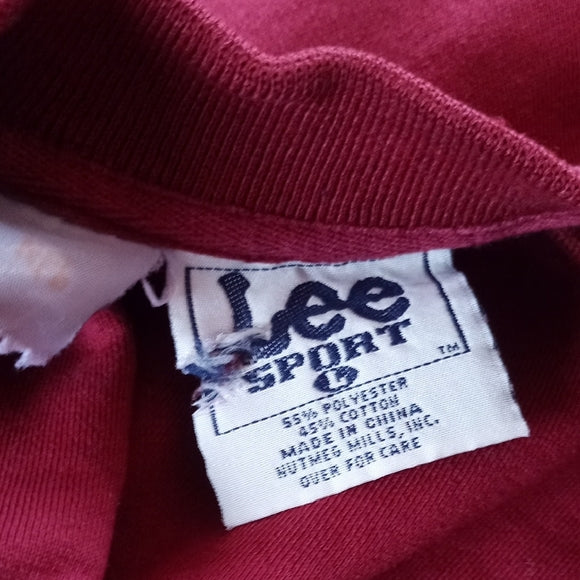 Lee
SPORT
TM
L
55% POLYESTER
45% COTTON
MADE IN CHINA
NUTMEG MILLS, INC.
OVER FOR CARE